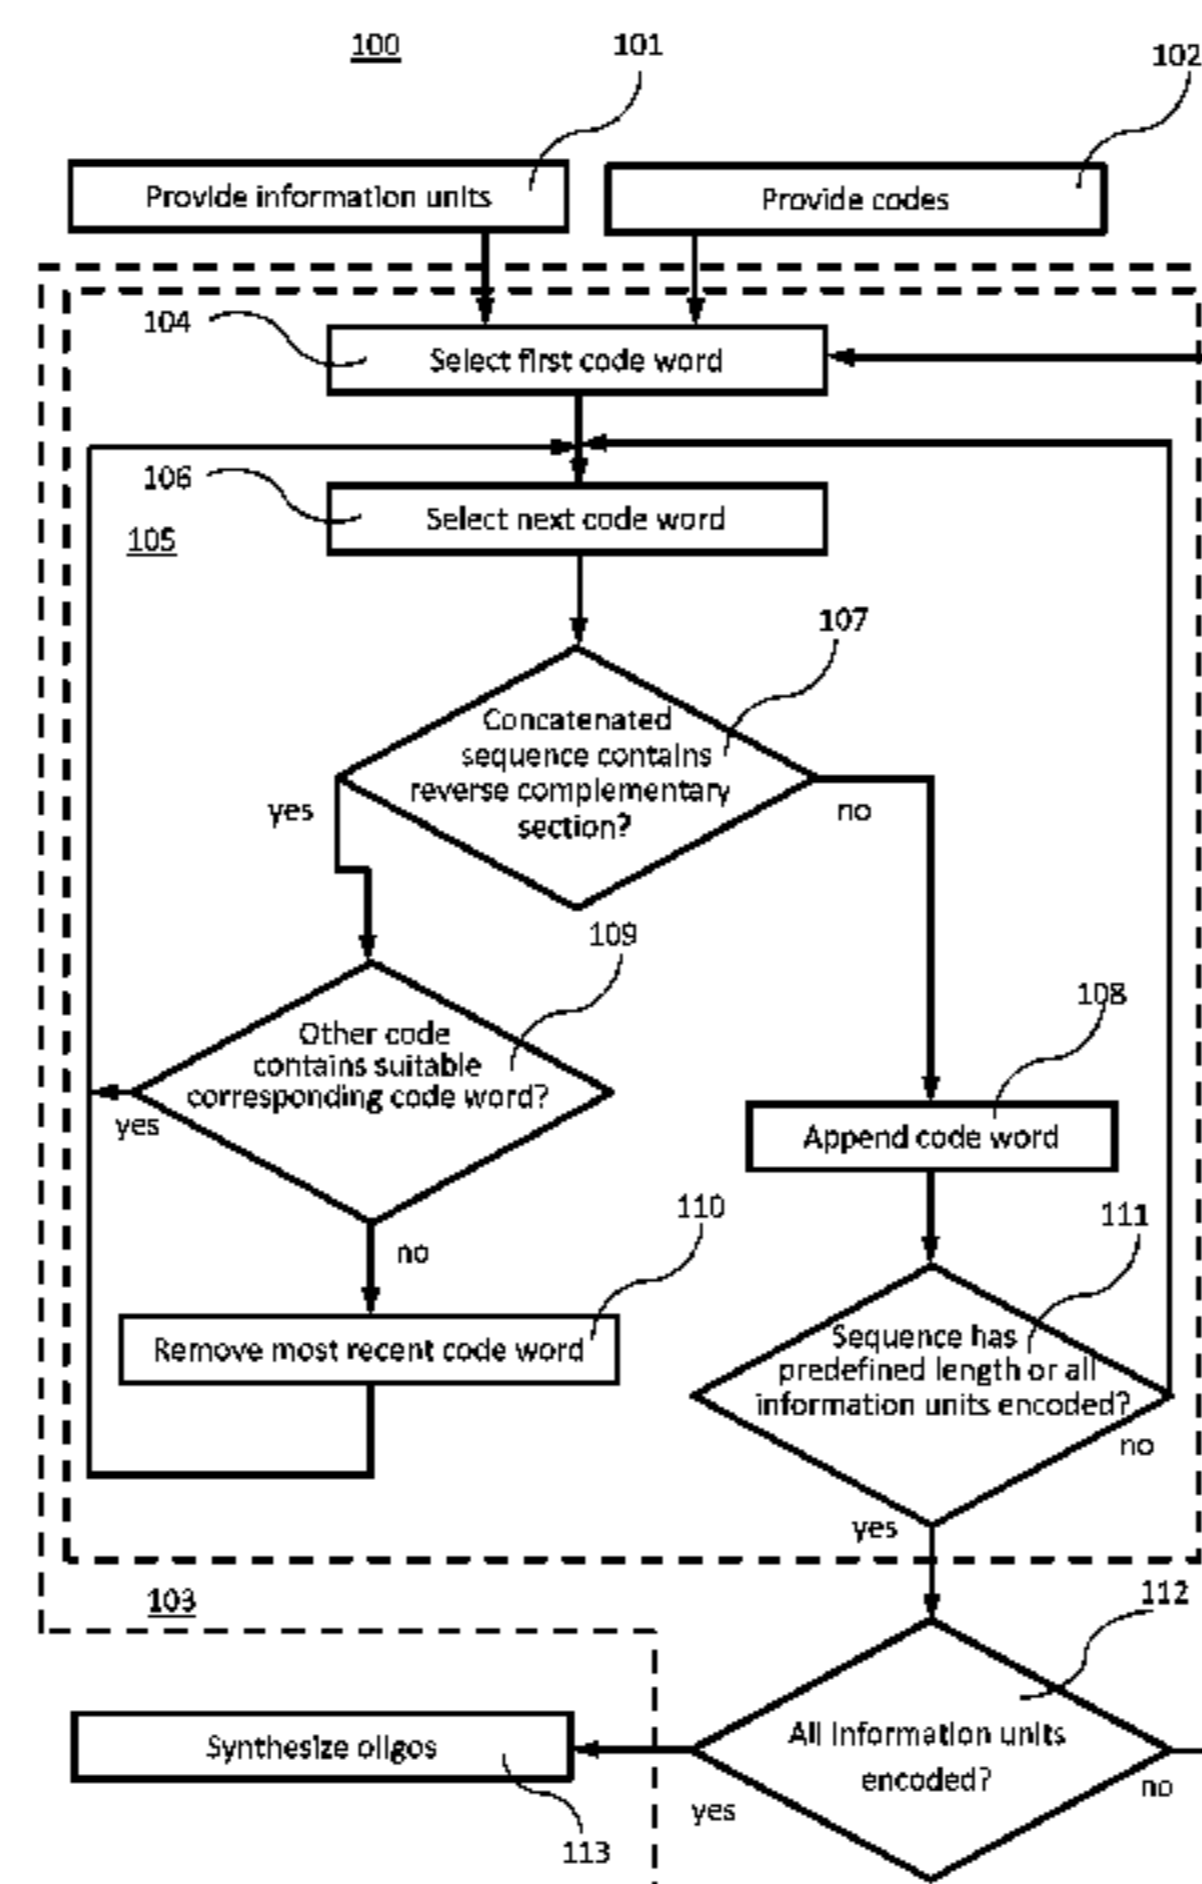 100
101
102
Provide information units
Provide codes
104
Select first code word
106
Select next code word
105
107
Concatenated
sequence contains
reverse complementary
section?
yes
no
109
Other code
contains suitable
corresponding code word?
yes
108
Append code word
no
110
111
Remove most recent code word
Sequence has
predefined length or all
information units encoded?
no
yes
103
112
Synthesize oligos
All information units
encoded?
yes
no
113